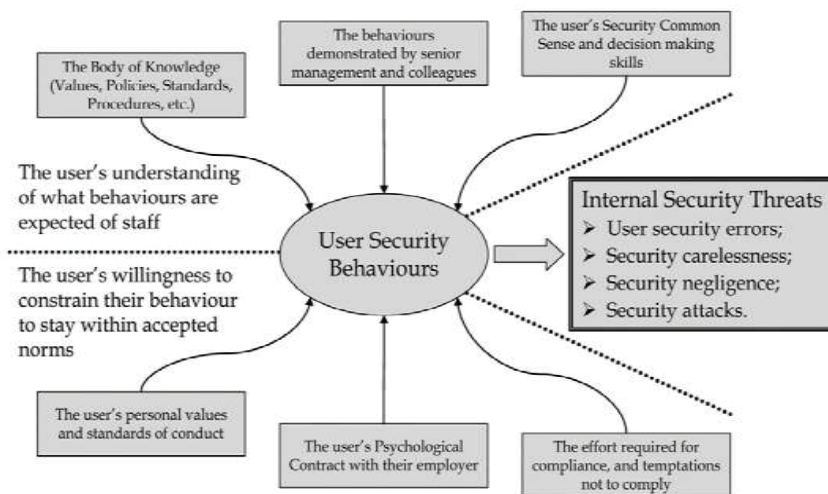 The Body of Knowledge
(Values, Policies, Standards,
Procedures, etc.)
The behaviours
demonstrated by senior
management and colleagues
The user's Security Common
Sense and decision making
skills
The user's understanding
of what behaviours are
expected of staff
User Security
Behaviours
Internal Security Threats
➤ User security errors;
➤ Security carelessness;
➤ Security negligence;
➤ Security attacks.
The user's willingness to
constrain their behaviour
to stay within accepted
norms
The user's personal values
and standards of conduct
The user's Psychological
Contract with their employer
The effort required for
compliance, and temptations
not to comply